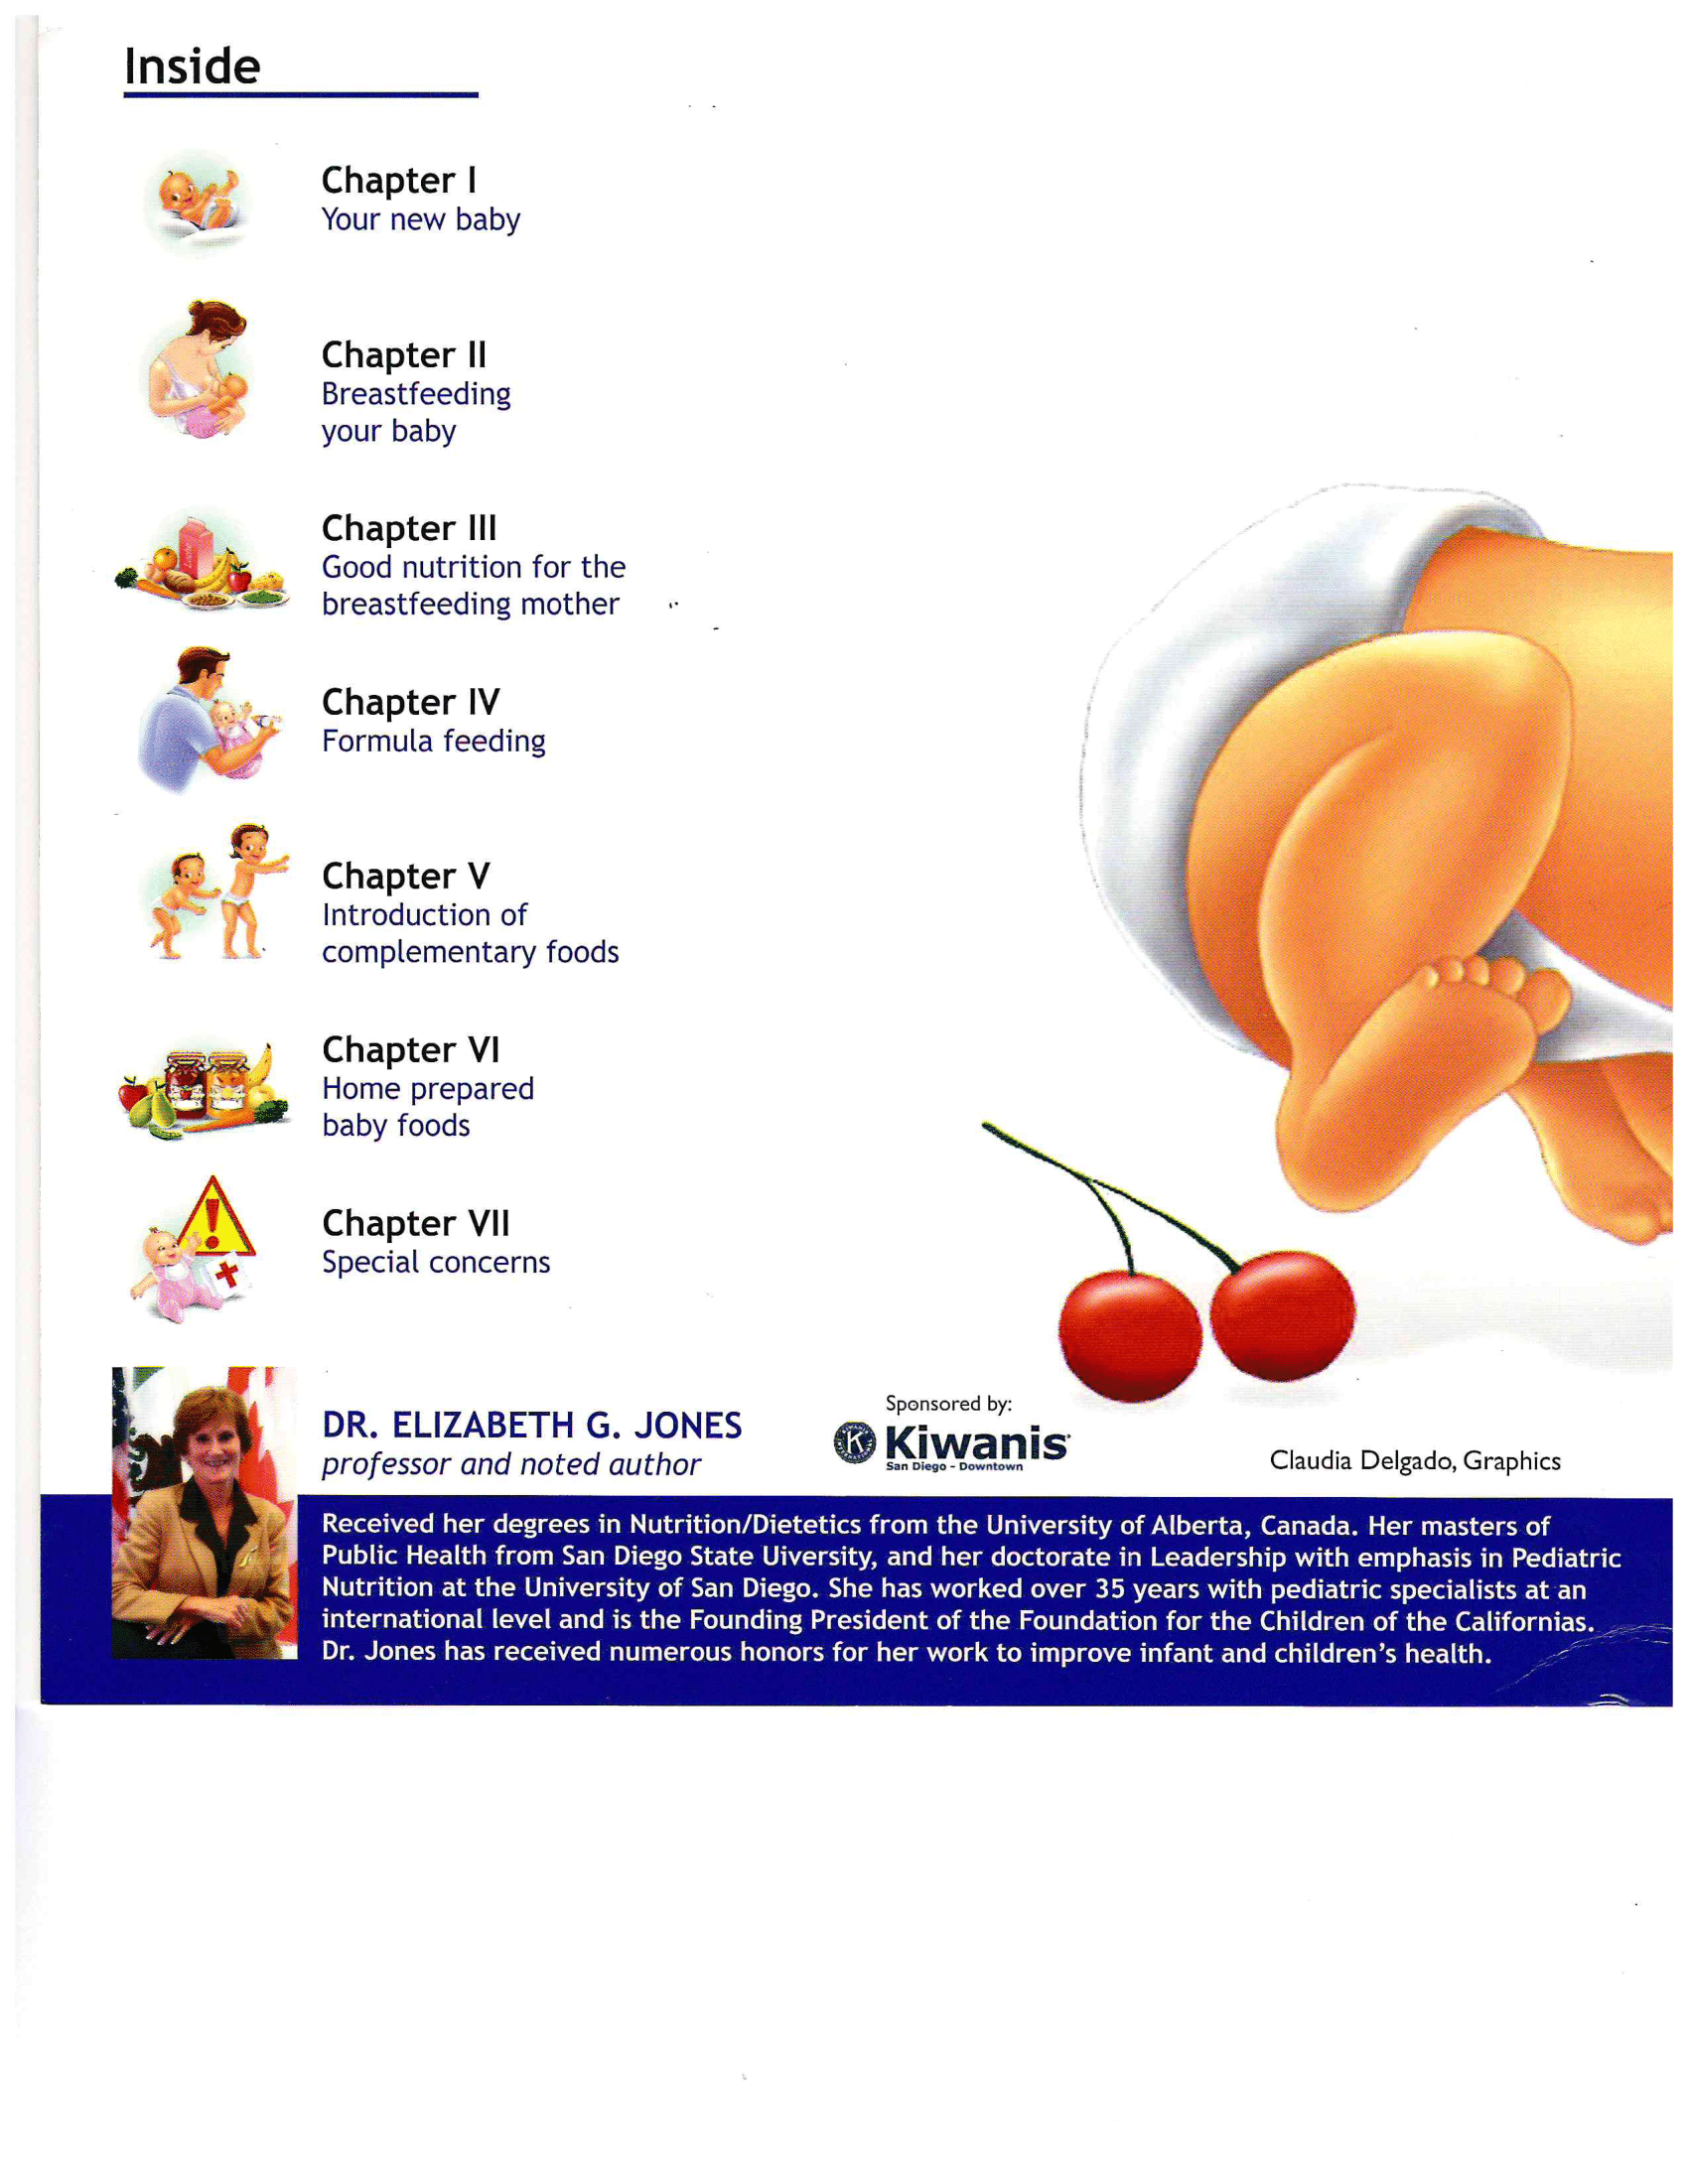 Inside
Chapter I
Your new baby
Chapter II
Breastfeeding
your baby
Chapter III
Good nutrition for the
breastfeeding mother
Chapter IV
Formula feeding
Chapter V
Introduction of
complementary foods
Chapter VI
Home prepared
baby foods
Chapter VII
Special concerns
DR. ELIZABETH G. JONES
professor and noted author
Sponsored by:
Kiwanis
San Diego - Downtown
Claudia Delgado, Graphics
Received her degrees in Nutrition/Dietetics from the University of Alberta, Canada. Her masters of
Public Health from San Diego State Uiversity, and her doctorate in Leadership with emphasis in Pediatric
Nutrition at the University of San Diego. She has worked over 35 years with pediatric specialists at an
international level and is the Founding President of the Foundation for the Children of the Californias.
Dr. Jones has received numerous honors for her work to improve infant and children's health.